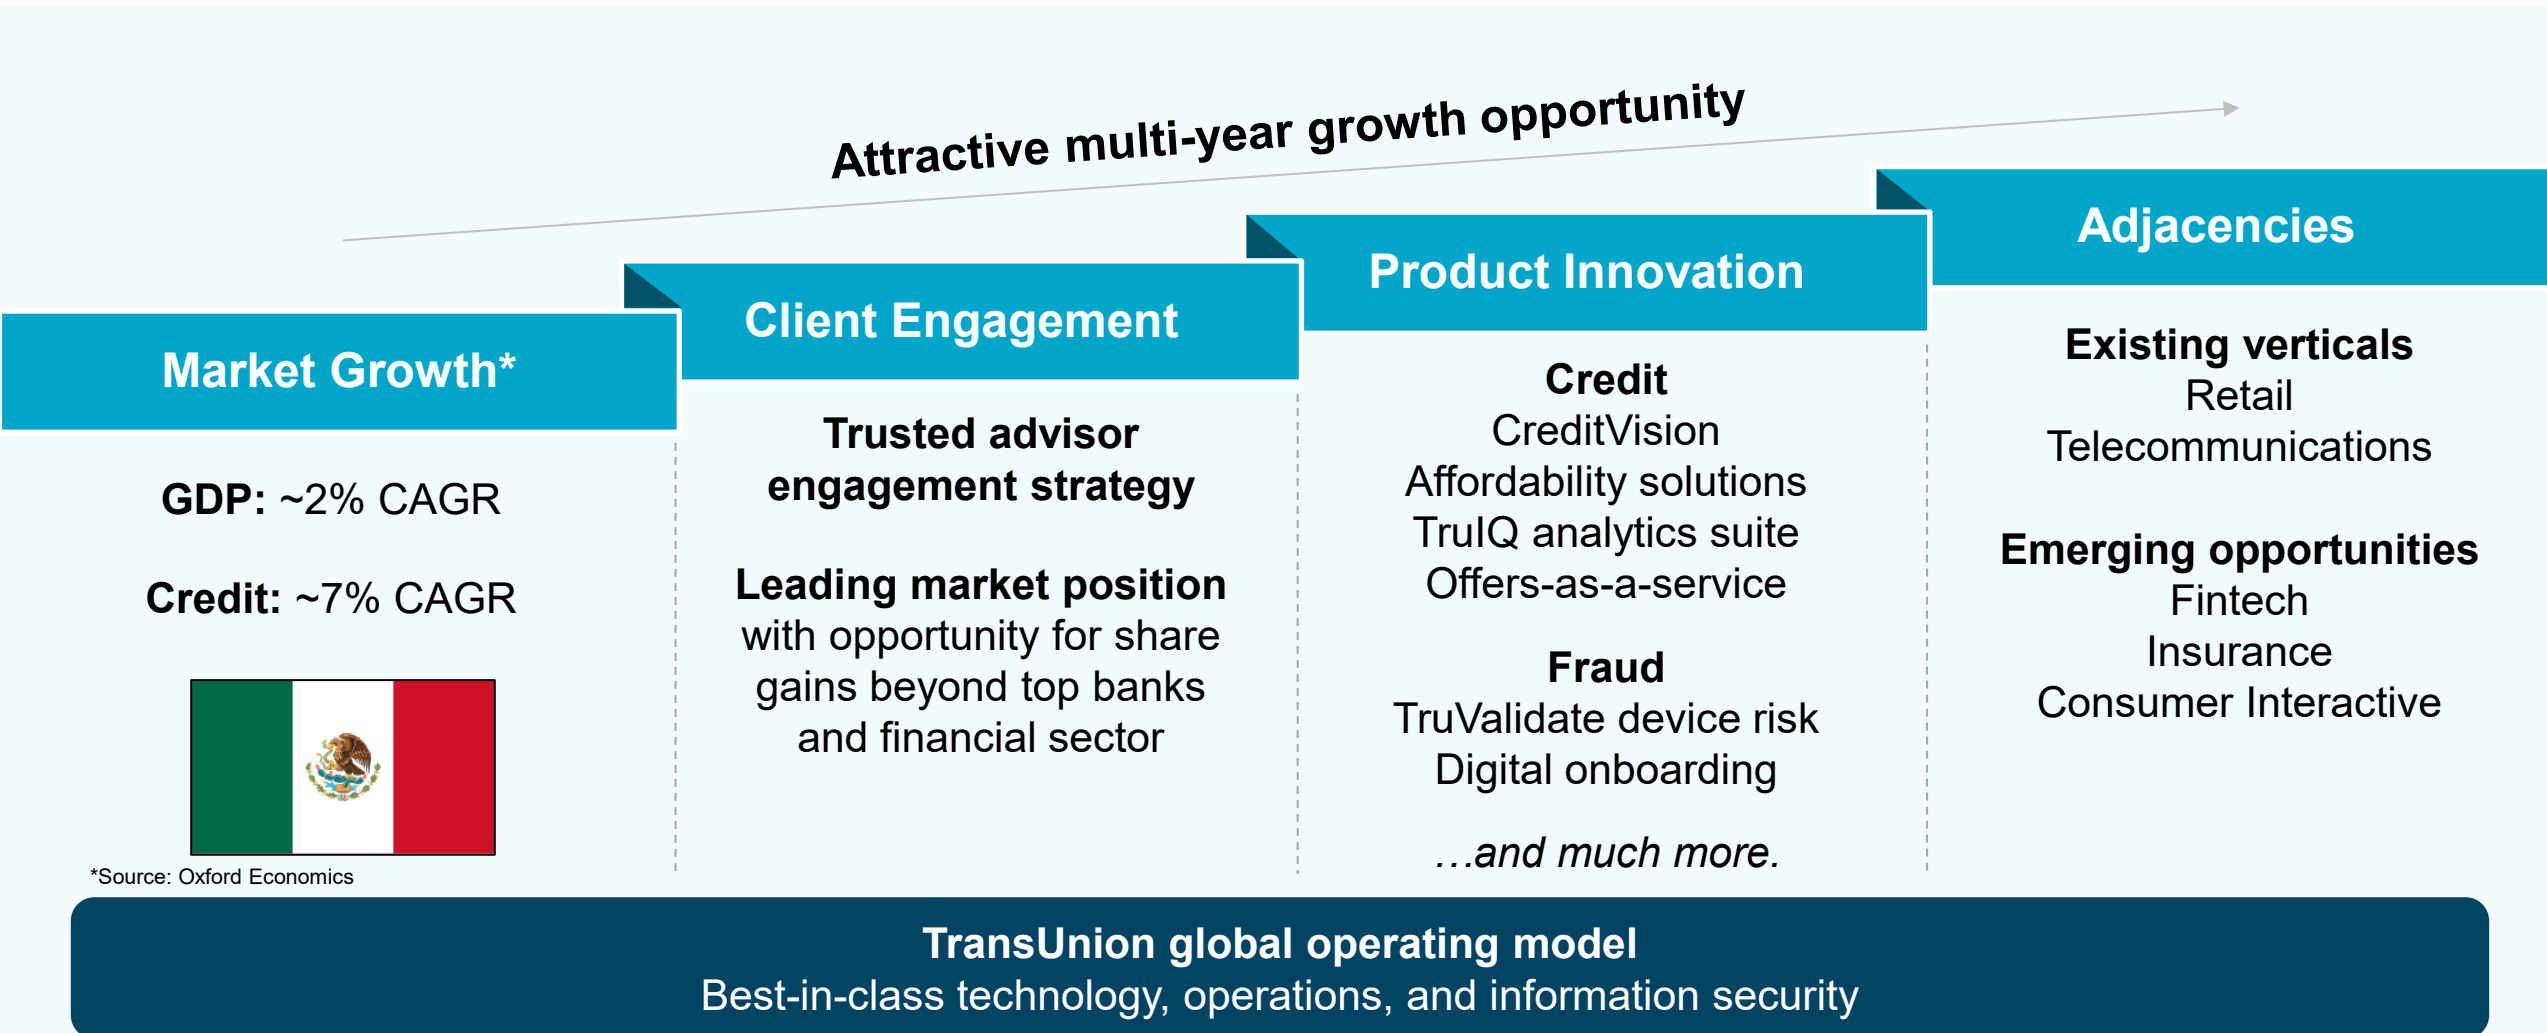 Attractive multi-year growth opportunity
Market Growth*
GDP: ~2% CAGR
Credit: ~7% CAGR
*Source: Oxford Economics
Client Engagement
Trusted advisor
engagement strategy
Leading market position
with opportunity for share
gains beyond top banks
and financial sector
Product Innovation
Credit
CreditVision
Affordability solutions
TruIQ analytics suite
Offers-as-a-service
Fraud
TruValidate device risk
Digital onboarding
…and much more.
Adjacencies
Existing verticals
Retail
Telecommunications
Emerging opportunities
Fintech
Insurance
Consumer Interactive
TransUnion global operating model
Best-in-class technology, operations, and information security